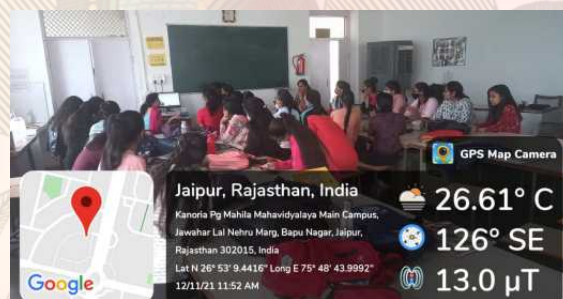 GPS Map Camera
Jaipur, Rajasthan, India
Kanoria Pg Mahila Mahavidyalaya Main Campus,
Jawahar Lal Nehru Marg, Bapu Nagar, Jaipur,
Rajasthan 302015, India
Lat N 26° 53' 9.4416" Long E 75° 48' 43.9992"
12/11/21 11:52 AM
Google
26.61° C
126° SE
13.0 µT